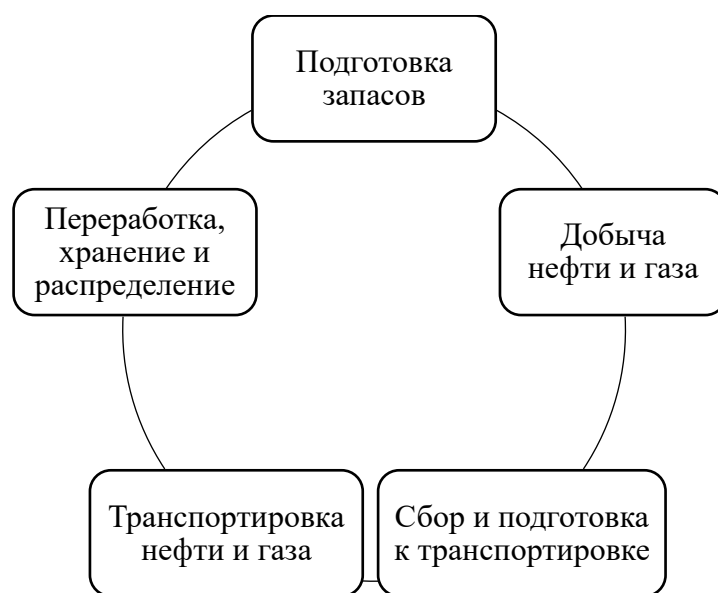 Подготовка
запасов
Добыча
нефти и газа
Сбор и подготовка
к транспортировке
Транспортировка
нефти и газа
Переработка,
хранение и
распределение